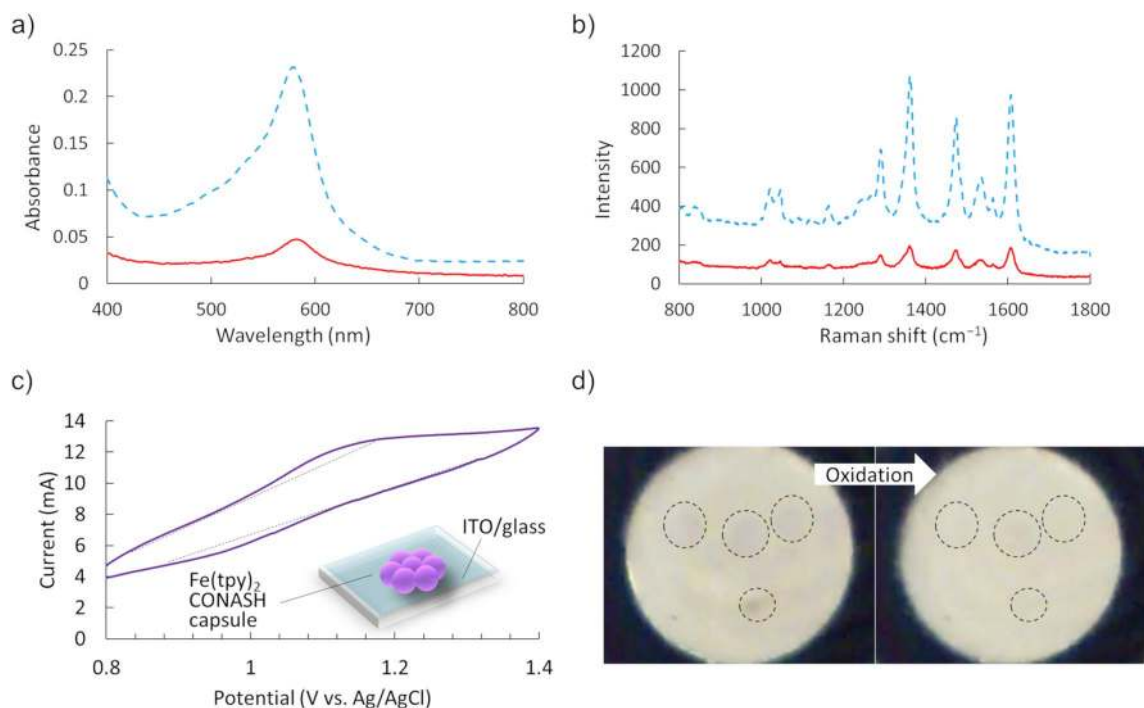 a)
0.25
0.2
0.15
0.1
0.05
0
Absorbance
400 500 600 700 800
Wavelength (nm)
b)
1200
1000
800
600
400
200
0
Intensity
800 1000 1200 1400 1600 1800
Raman shift (cm⁻¹)
c)
14
12
10
8
6
4
2
0
Current (mA)
ITO/glass
Fe(tpy)₂
CONASH
capsule
0.8 1 1.2 1.4
Potential (V vs. Ag/AgCl)
d)
Oxidation